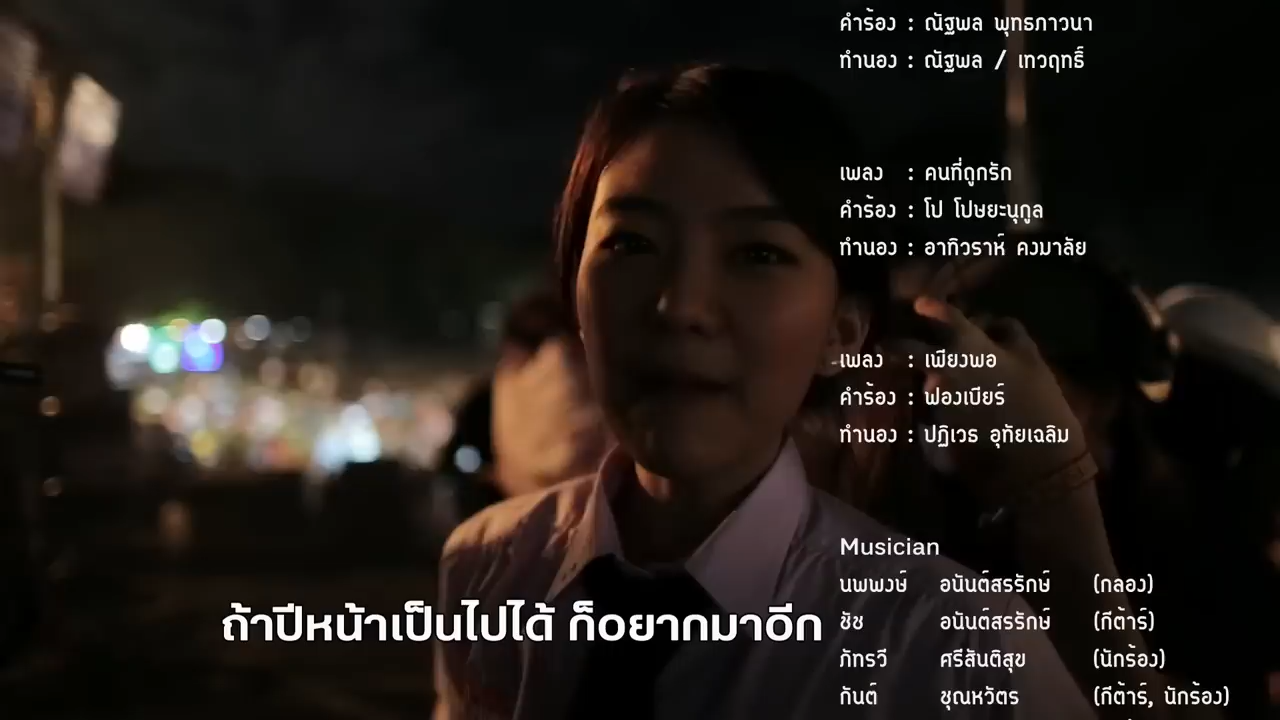 คำร้อง : ณัฐพล พุทธภาวนา
ทำนอง : ณัฐพล / เทวฤทธิ์
เพลง : คนที่ถูกรัก
คำร้อง : โป โปษยะนุกูล
ทำนอง : อาทิวราห์ คงมาลัย
เพลง : เพียงพอ
คำร้อง : ฟองเบียร์
ทำนอง : ปฏิเวธ อุทัยเฉลิม
Musician
นพพงษ์ อนันต์สรรักษ์ (กลอง)
ชัช อนันต์สรรักษ์ (กีต้าร์)
ภัทรวี ศรีสันติสุข (นักร้อง)
กันต์ ชุณหวัตร (กีต้าร์, นักร้อง)
ถ้าปีหน้าเป็นไปได้ ก็อยากมาอีก